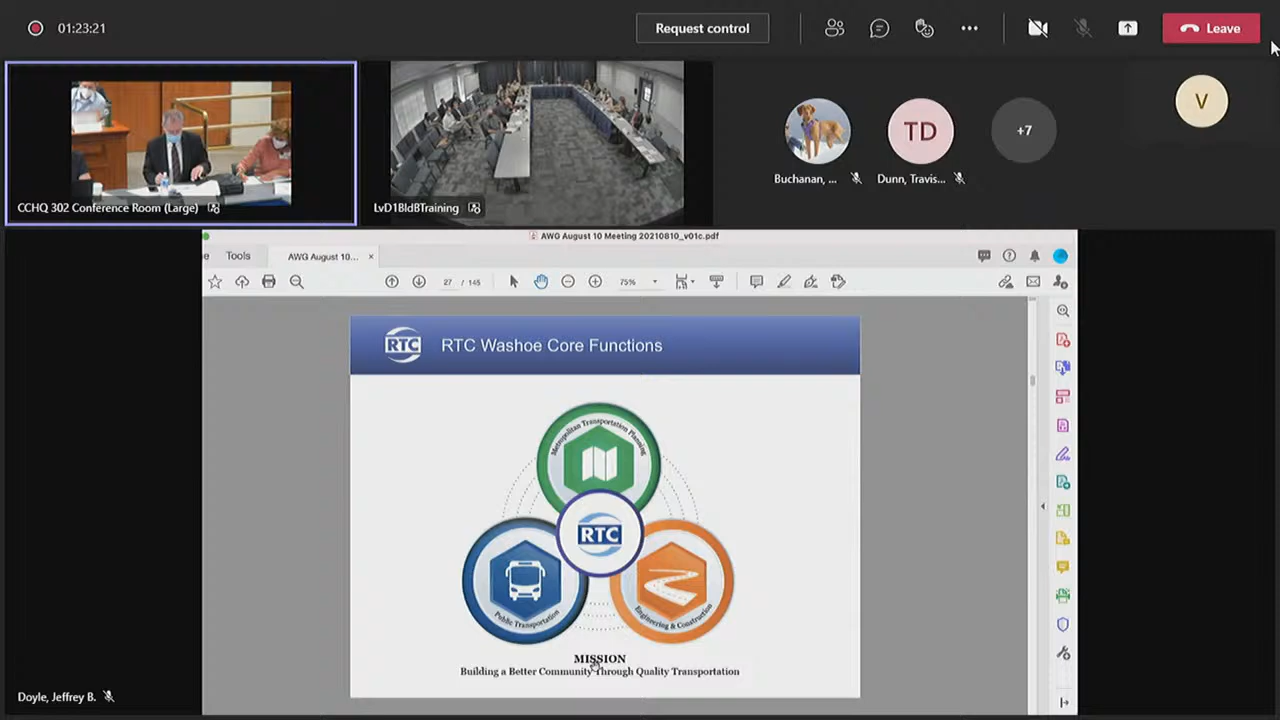 01:23:21
Request control
Leave
CCHQ 302 Conference Room (Large)
LvD1BldBTraining
Buchanan, ...
TD
Dunn, Travis...
+7
V
AWG August 10 Meeting 20210810_v01c.pdf
e
Tools
AWG August 10...
27 / 145
75%
RTC
RTC Washoe Core Functions
Metropolitan Transportation Planning
RTC
Public Transportation
Engineering & Construction
MISSION
Building a Better Community Through Quality Transportation
Doyle, Jeffrey B.